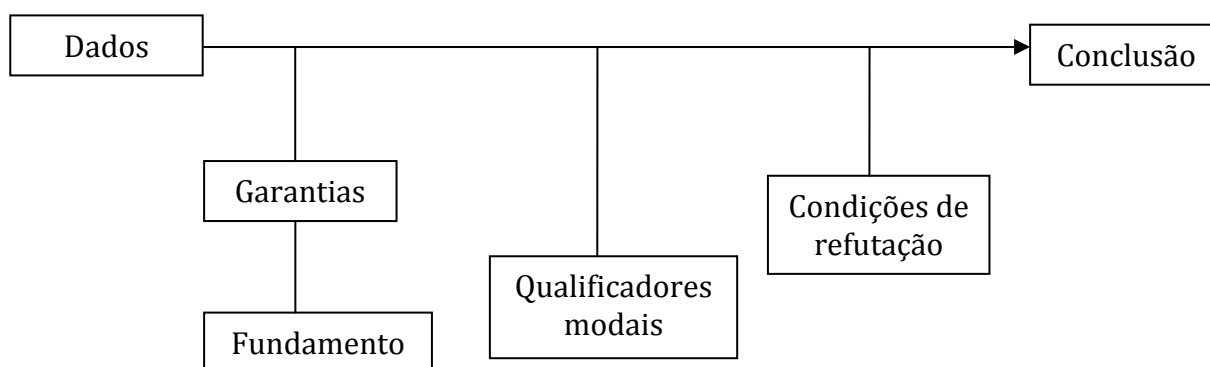 Dados
Conclusão
Garantias
Condições de
refutação
Qualificadores
modais
Fundamento